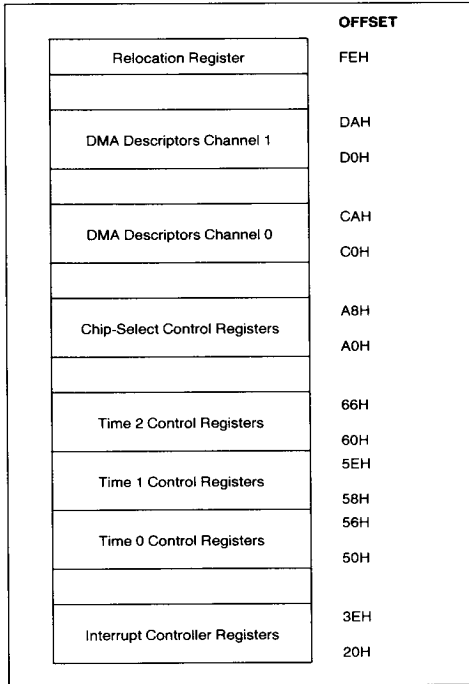 OFFSET
Relocation Register FEH
DAH
DMA Descriptors Channel 1
D0H
CAH
DMA Descriptors Channel 0
C0H
A8H
Chip-Select Control Registers
A0H
66H
Time 2 Control Registers
60H
5EH
Time 1 Control Registers
58H
56H
Time 0 Control Registers
50H
3EH
Interrupt Controller Registers
20H